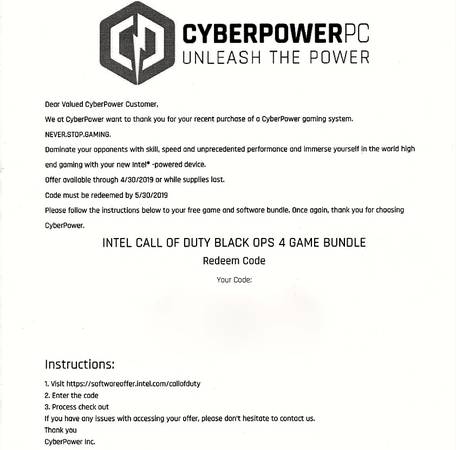 CYBERPOWERPC
UNLEASH THE POWER
Dear Valued CyberPower Customer,
We at CyberPower want to thank you for your recent purchase of a CyberPower gaming system.
NEVER.STOP.GAMING.
Dominate your opponents with skill, speed and unprecedented performance and immerse yourself in the world high
end gaming with your new Intel® -powered device.
Offer available through 4/30/2019 or while supplies last.
Code must be redeemed by 5/30/2019
Please follow the instructions below to your free game and software bundle. Once again, thank you for choosing
CyberPower.
INTEL CALL OF DUTY BLACK OPS 4 GAME BUNDLE
Redeem Code
Your Code:
Instructions:
1. Visit https://softwareoffer.intel.com/callofduty
2. Enter the code
3. Process check out
If you have any issues with accessing your offer, please don't hesitate to contact us.
Thank you
CyberPower Inc.